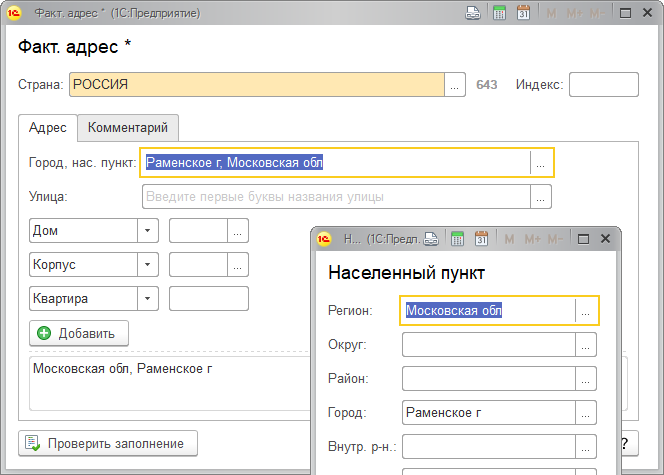 Факт. адрес * (1С:Предприятие)
31 M M+ M-
Факт. адрес *
Страна: РОССИЯ ... 643 Индекс:
Адрес Комментарий
Город, нас. пункт: Раменское г, Московская обл ...
Улица: Введите первые буквы названия улицы ...
Дом ...
Корпус ...
Квартира
Добавить
Московская обл, Раменское г
Проверить заполнение
?
Н... (1С:Предп... 31 M M+ M-
Населенный пункт
Регион: Московская обл ...
Округ: ...
Район: ...
Город: Раменское г ...
Внутр. р-н.: ...